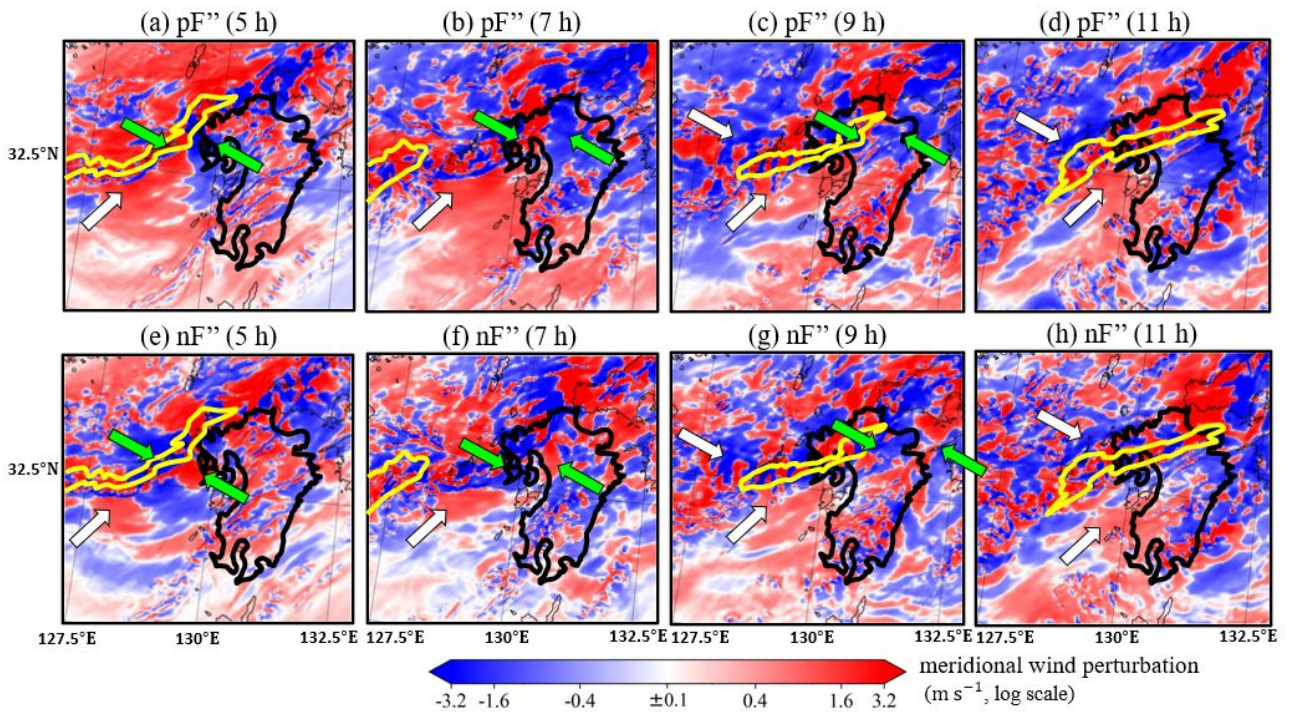 (a) pF” (5 h) (b) pF” (7 h) (c) pF” (9 h) (d) pF” (11 h)
32.5°N
(e) nF” (5 h) (f) nF” (7 h) (g) nF” (9 h) (h) nF” (11 h)
32.5°N
127.5°E 130°E 132.5°E 127.5°E 130°E 132.5°E 127.5°E 130°E 132.5°E 127.5°E 130°E 132.5°E
meridional wind perturbation
-3.2 -1.6 -0.4 ±0.1 0.4 1.6 3.2 (m s⁻¹, log scale)